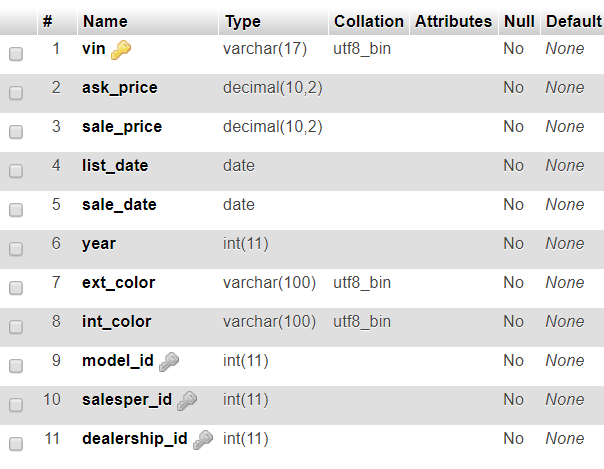 # Name Type Collation Attributes Null Default
1 vin varchar(17) utf8_bin No None
2 ask_price decimal(10,2) No None
3 sale_price decimal(10,2) No None
4 list_date date No None
5 sale_date date No None
6 year int(11) No None
7 ext_color varchar(100) utf8_bin No None
8 int_color varchar(100) utf8_bin No None
9 model_id int(11) No None
10 salesper_id int(11) No None
11 dealership_id int(11) No None